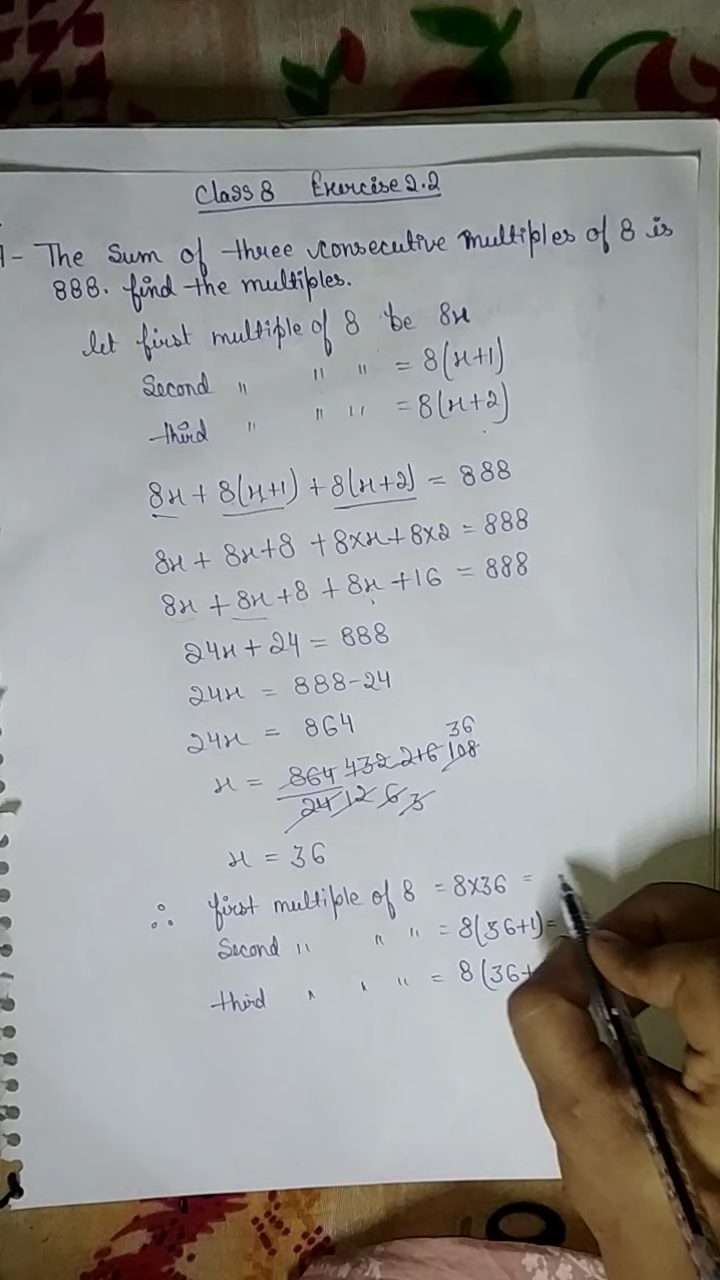 Class 8 Exercise 2.2
1- The Sum of three consecutive multiples of 8 is
888. find the multiples.
let first multiple of 8 be 8x
Second " " " = 8(x+1)
third " " " = 8(x+2)
8x + 8(x+1) + 8(x+2) = 888
8x + 8x+8 + 8×x+8×2 = 888
8x + 8x +8 + 8x +16 = 888
24x + 24 = 888
24x = 888-24
24x = 864
36
x = 864 432 216 108
24 12 6 3
x = 36
∴ first multiple of 8 = 8×36 =
Second " " " = 8(36+1)=
third " " " = 8(36+